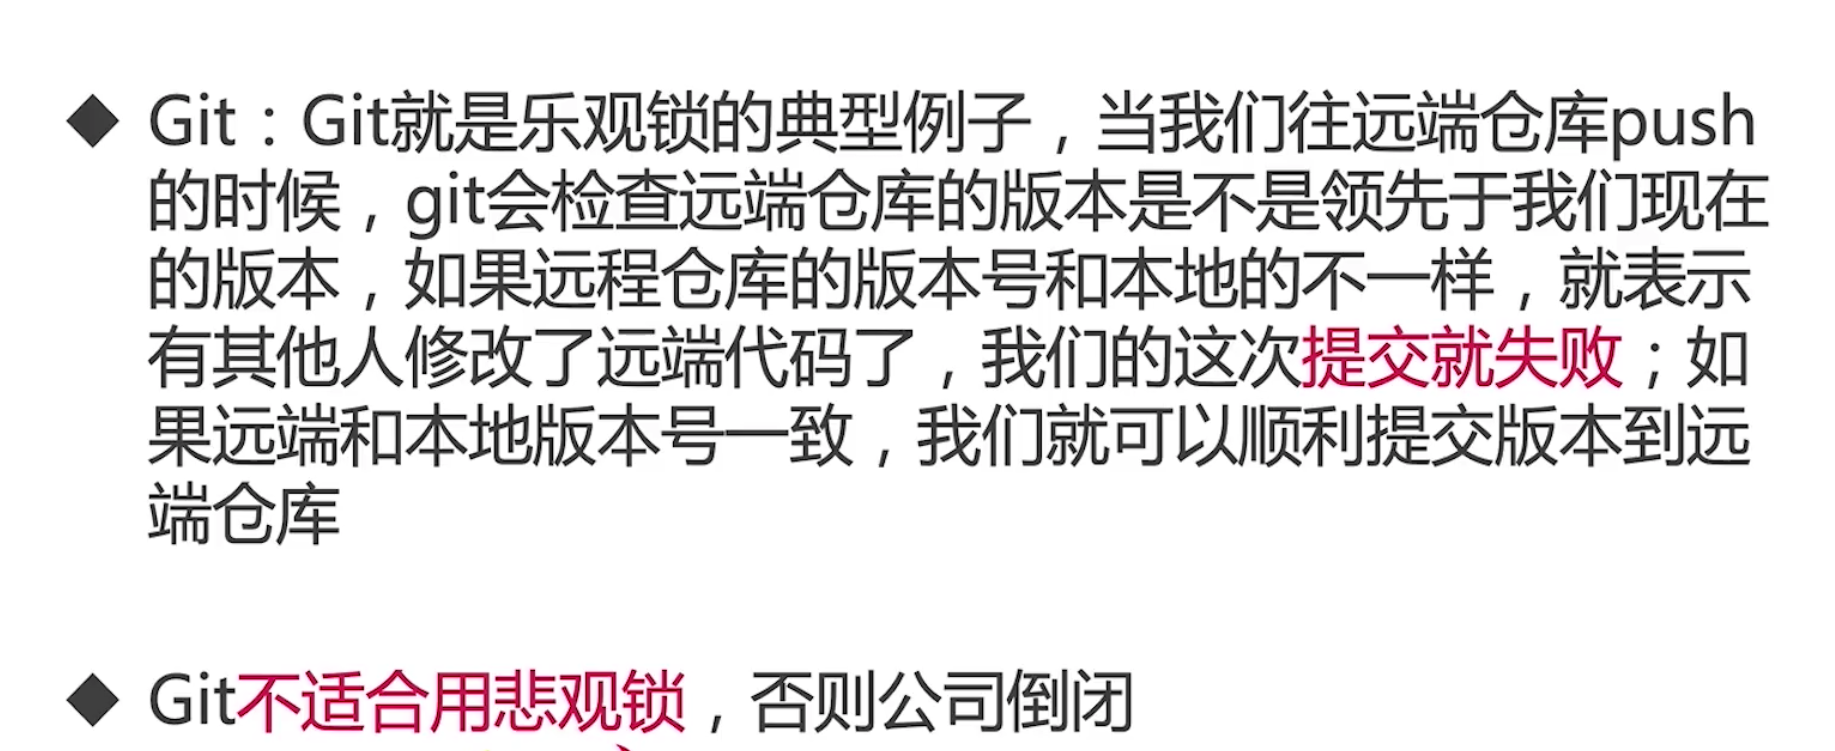 ◆ Git：Git就是乐观锁的典型例子，当我们往远端仓库push
的时候，git会检查远端仓库的版本是不是领先于我们现在
的版本，如果远程仓库的版本号和本地的不一样，就表示
有其他人修改了远端代码了，我们的这次提交就失败；如
果远端和本地版本号一致，我们就可以顺利提交版本到远
端仓库
◆ Git不适合用悲观锁，否则公司倒闭